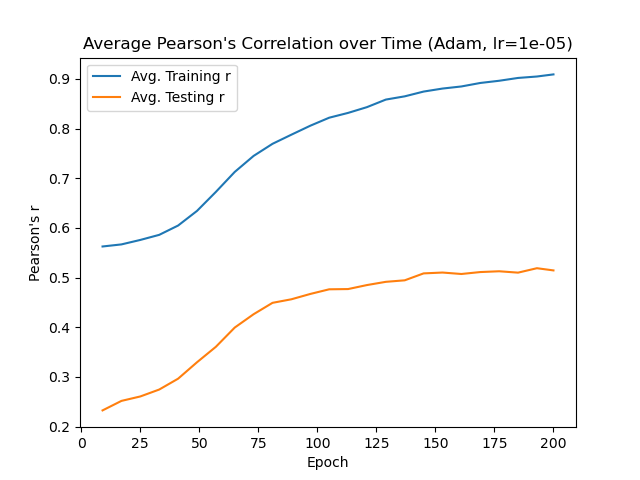 Average Pearson's Correlation over Time (Adam, lr=1e-05)
Avg. Training r
Avg. Testing r
Pearson's r
0.9
0.8
0.7
0.6
0.5
0.4
0.3
0.2
0 25 50 75 100 125 150 175 200
Epoch